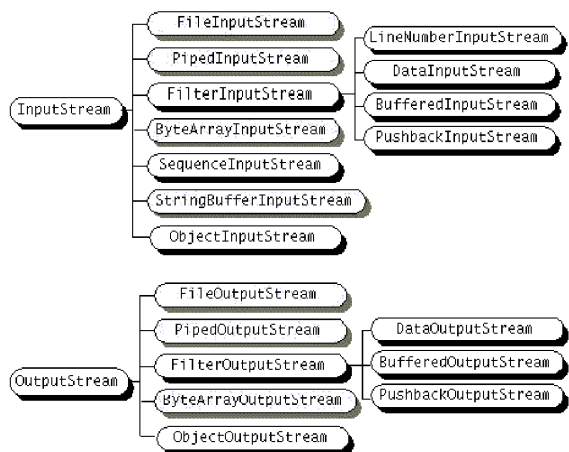 FileInputStream
LineNumberInputStream
PipedInputStream
DataInputStream
FilterInputStream
InputStream
BufferedInputStream
ByteArrayInputStream
PushbackInputStream
SequenceInputStream
StringBufferInputStream
ObjectInputStream
FileOutputStream
PipedOutputStream
DataOutputStream
FilterOutputStream
BufferedOutputStream
OutputStream
PushbackOutputStream
ByteArrayOutputStream
ObjectOutputStream